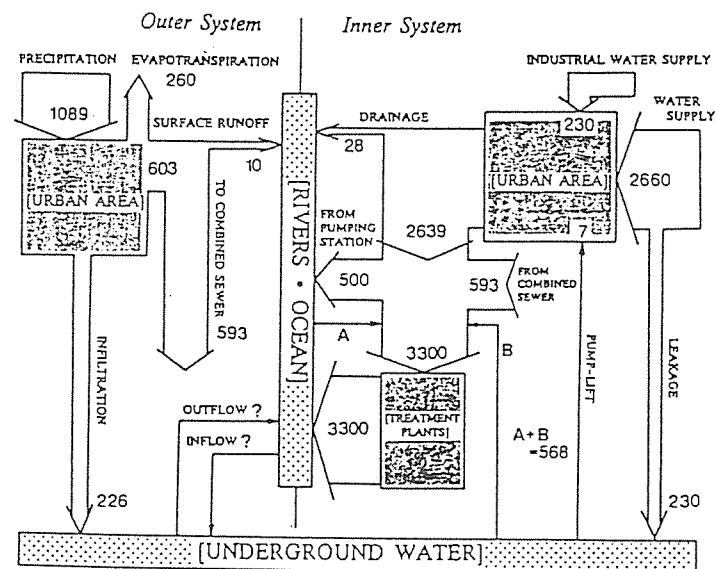 Outer System
Inner System
PRECIPITATION
EVAPOTRANSPIRATION
260
INDUSTRIAL WATER SUPPLY
1089
SURFACE RUNOFF
DRAINAGE
WATER
SUPPLY
230
603
10
28
[URBAN AREA]
[URBAN AREA]
2660
TO COMBINED SEWER
[RIVERS · OCEAN]
FROM
PUMPING
STATION
2639
7
500
593
FROM
COMBINED
SEWER
593
A
B
3300
INFILTRATION
PUMP-LIFT
LEAKAGE
OUTFLOW ?
INFLOW ?
3300
[TREATMENT
PLANTS]
A+B
=568
226
230
[UNDERGROUND WATER]